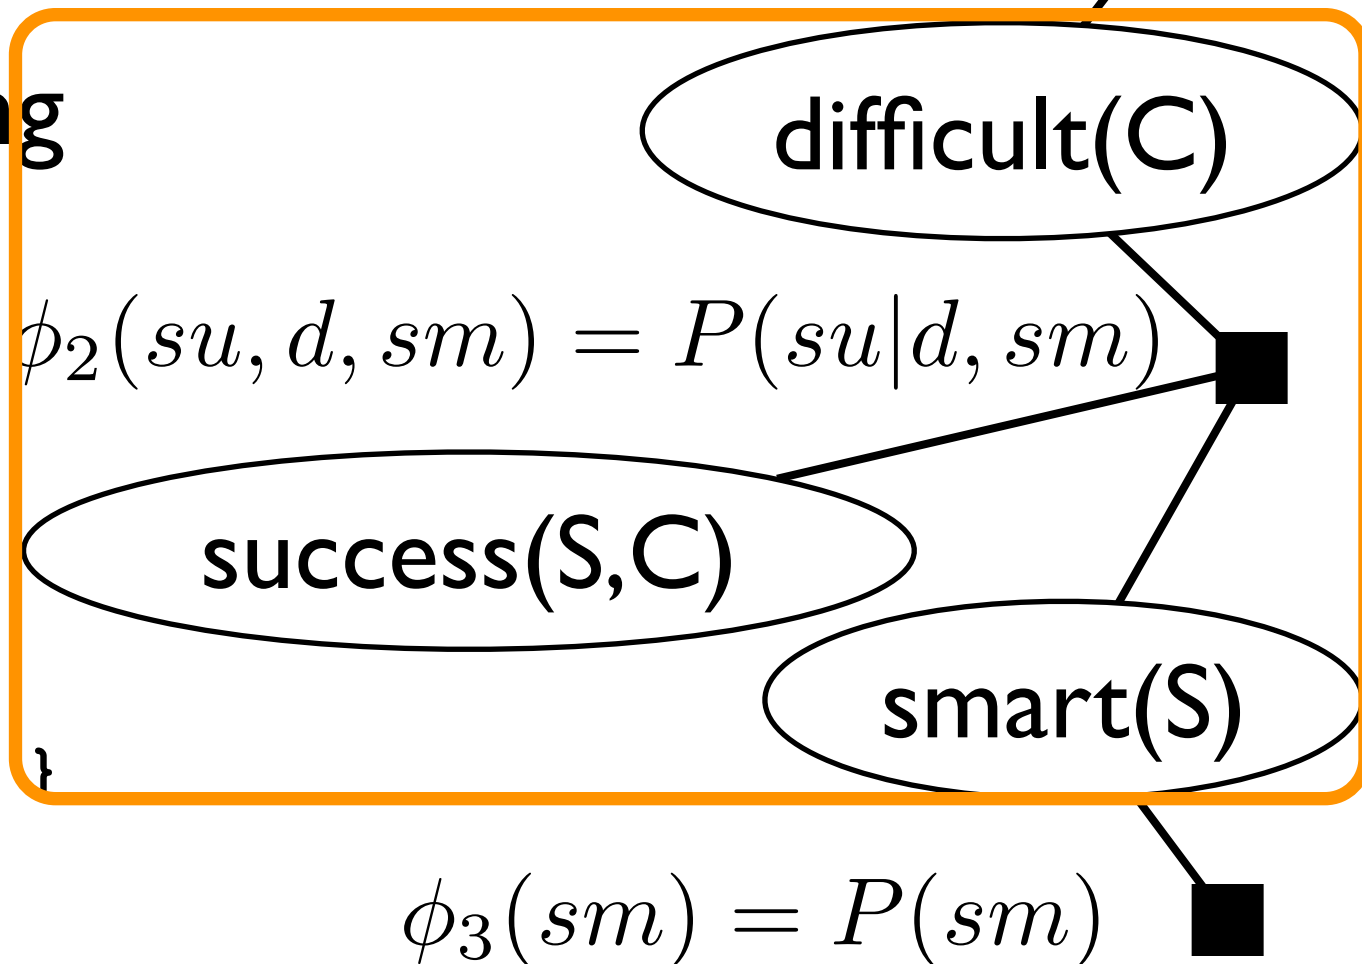 difficult(C)
ϕ₂(su, d, sm) = P(su|d, sm)
success(S,C)
smart(S)
}
ϕ₃(sm) = P(sm)